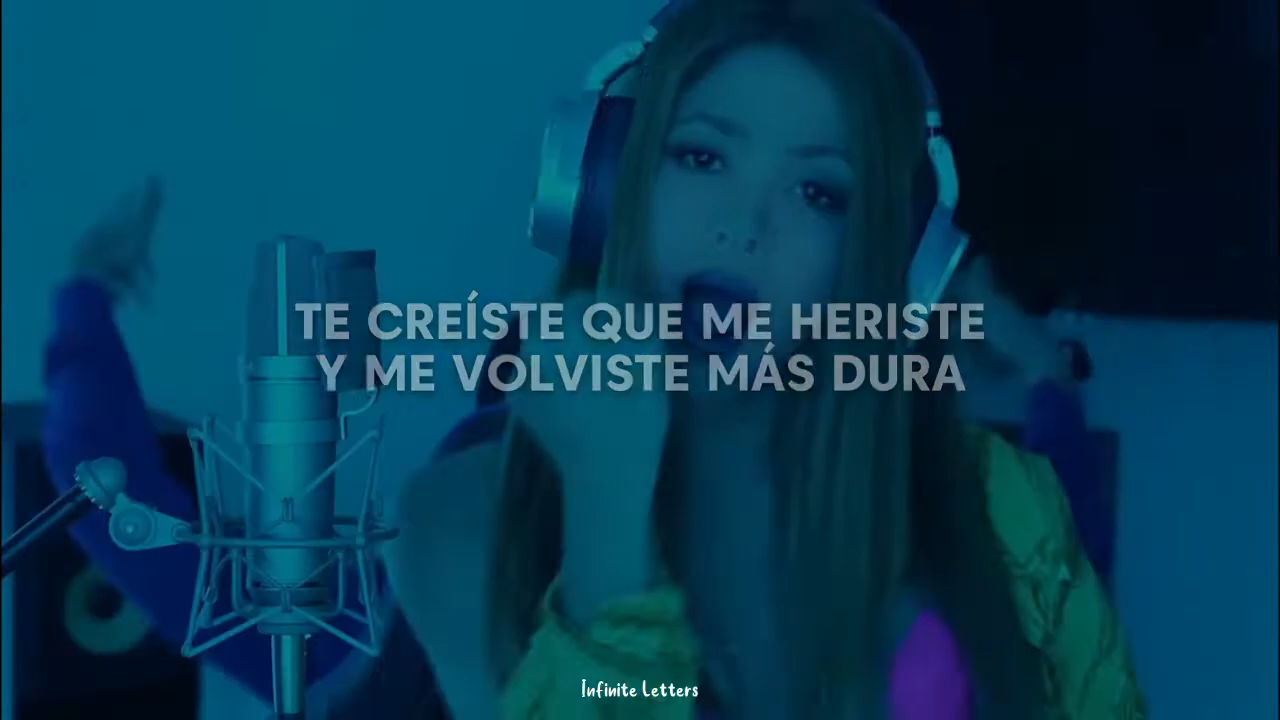 TE CREÍSTE QUE ME HERISTE
Y ME VOLVISTE MÁS DURA
Infinite Letters